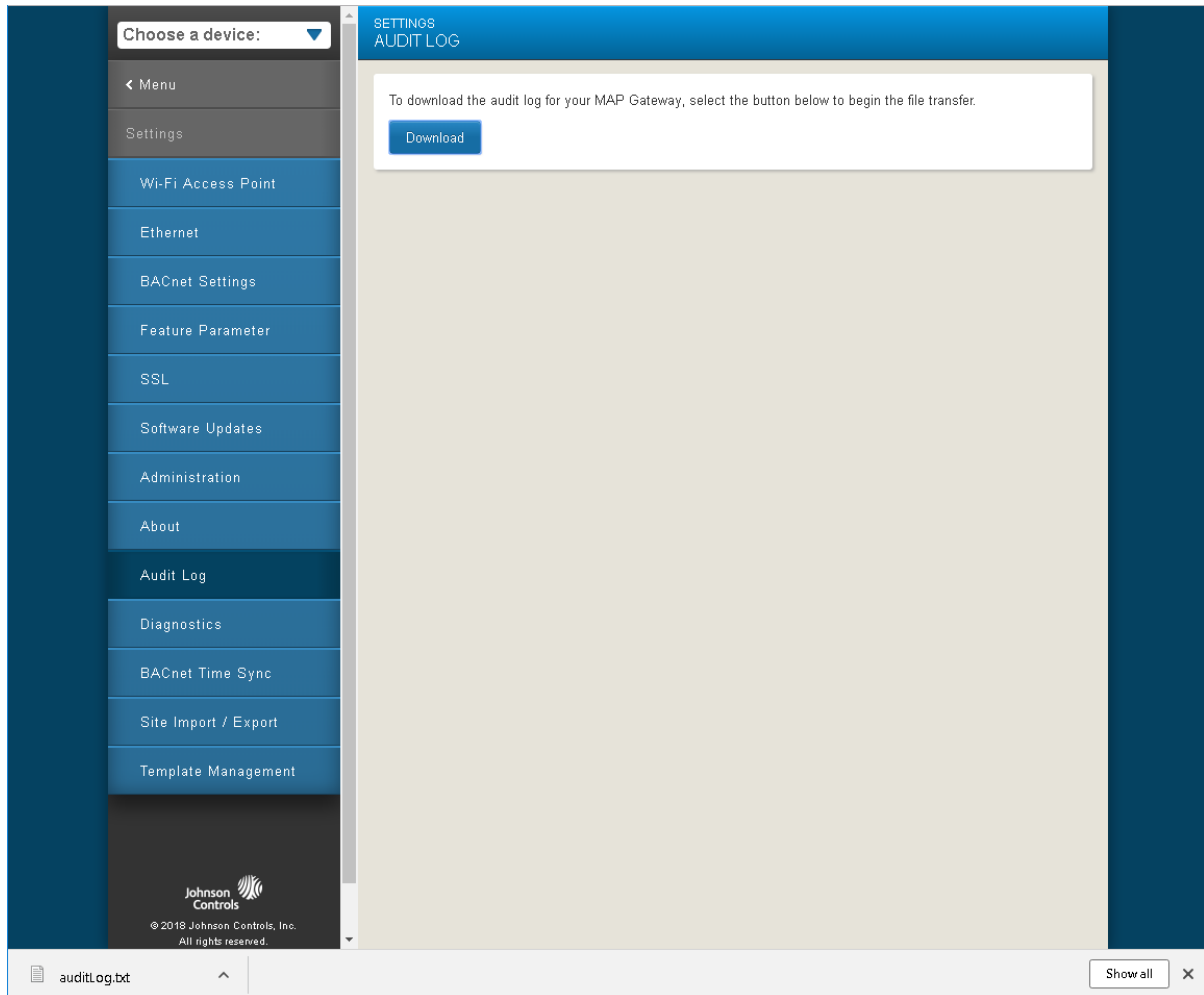 Choose a device:
Menu
Settings
Wi-Fi Access Point
Ethernet
BACnet Settings
Feature Parameter
SSL
Software Updates
Administration
About
Audit Log
Diagnostics
BACnet Time Sync
Site Import / Export
Template Management
Johnson
Controls
© 2018 Johnson Controls, Inc.
All rights reserved.
SETTINGS
AUDIT LOG
To download the audit log for your MAP Gateway, select the button below to begin the file transfer.
Download
auditLog.txt
Show all